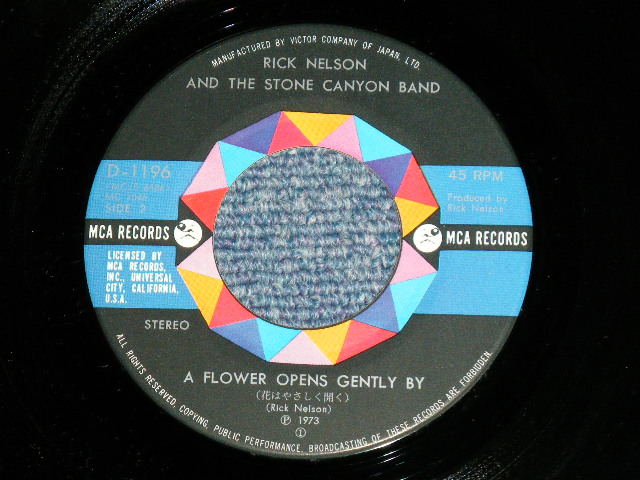 MANUFACTURED BY VICTOR COMPANY OF JAPAN, LTD.
RICK NELSON
AND THE STONE CANYON BAND
D-1196
SIDE 2
45 RPM
Produced by
Rick Nelson
MCA RECORDS
MCA RECORDS
LICENSED BY
MCA RECORDS,
INC., UNIVERSAL
CITY, CALIFORNIA,
U.S.A.
STEREO
A FLOWER OPENS GENTLY BY
(花はやさしく開く)
(Rick Nelson)
Ⓟ 1973
①
ALL RIGHTS RESERVED. COPYING, PUBLIC PERFORMANCE, BROADCASTING OF THESE RECORDS ARE FORBIDDEN.